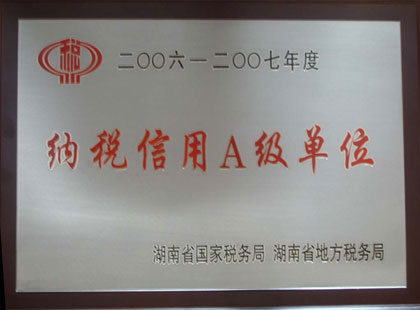 税
二〇〇六一二〇〇七年度
纳税信用A级单位
湖南省国家税务局 湖南省地方税务局